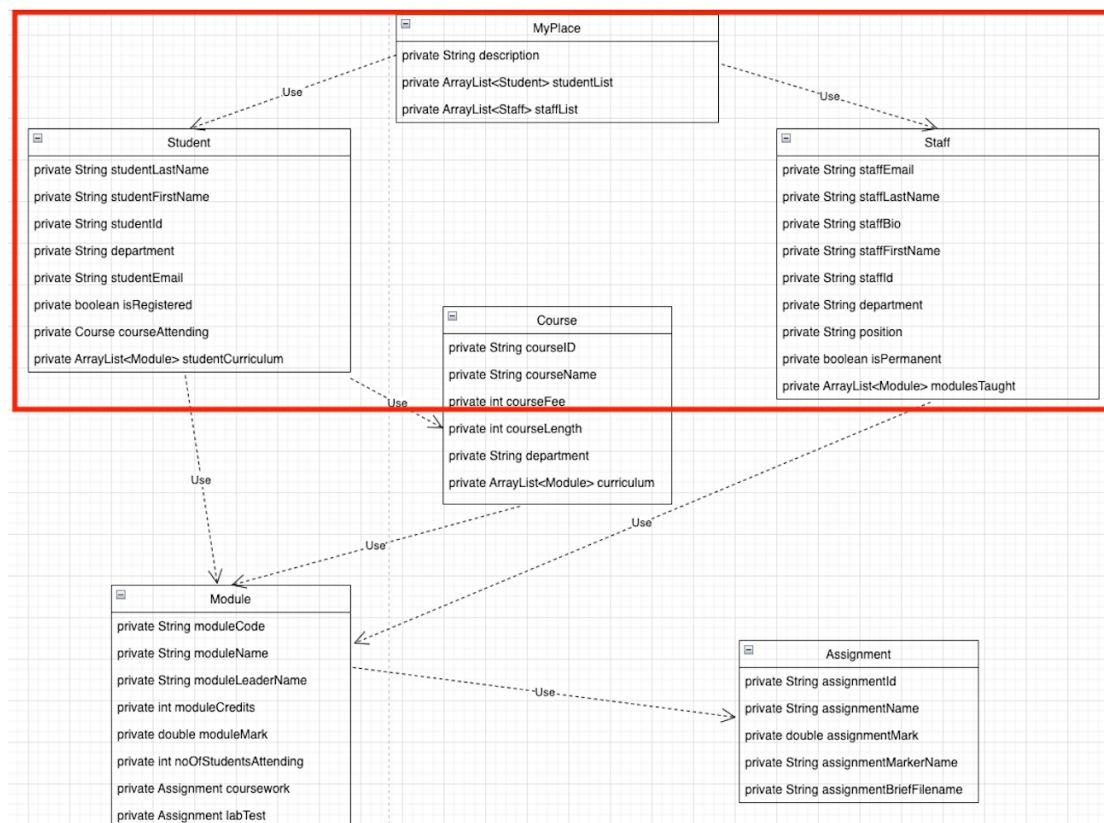 MyPlace
private String description
private ArrayList<Student> studentList
private ArrayList<Staff> staffList
Use
Use
Student
private String studentLastName
private String studentFirstName
private String studentId
private String department
private String studentEmail
private boolean isRegistered
private Course courseAttending
private ArrayList<Module> studentCurriculum
Staff
private String staffEmail
private String staffLastName
private String staffBio
private String staffFirstName
private String staffId
private String department
private String position
private boolean isPermanent
private ArrayList<Module> modulesTaught
Course
private String courseID
private String courseName
private int courseFee
private int courseLength
private String department
private ArrayList<Module> curriculum
Use
Use
Use
Use
Module
private String moduleCode
private String moduleName
private String moduleLeaderName
private int moduleCredits
private double moduleMark
private int noOfStudentsAttending
private Assignment coursework
private Assignment labTest
Use
Assignment
private String assignmentId
private String assignmentName
private double assignmentMark
private String assignmentMarkerName
private String assignmentBriefFilename